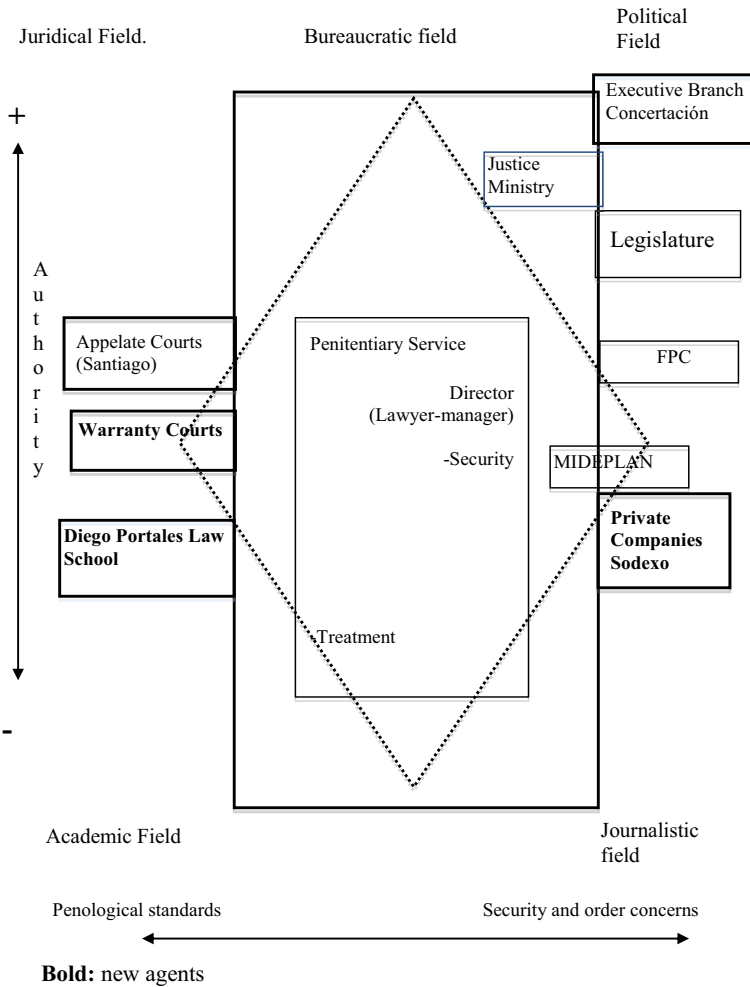 Juridical Field.
Bureaucratic field
Political
Field
+
Executive Branch
Concertación
Justice
Ministry
Legislature
Authority
Appelate Courts
(Santiago)
Penitentiary Service
FPC
Director
(Lawyer-manager)
Warranty Courts
-Security
MIDEPLAN
Diego Portales Law
School
Private
Companies
Sodexo
-Treatment
-
Academic Field
Journalistic
field
Penological standards
Security and order concerns
Bold: new agents